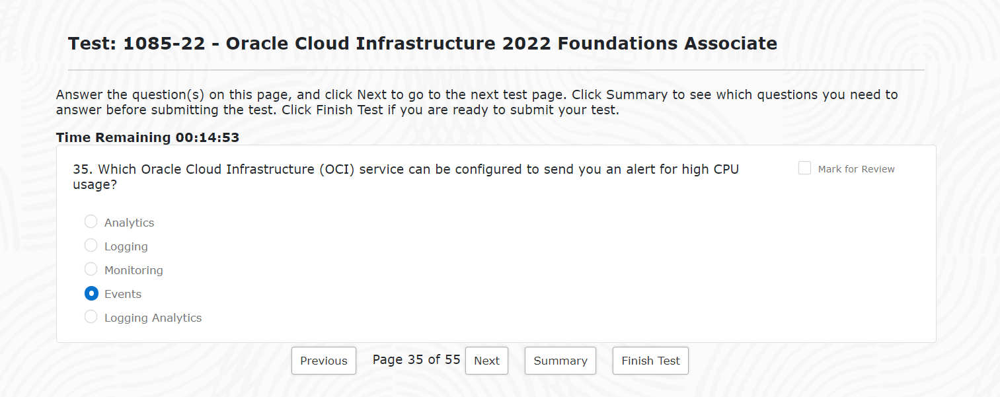 Test: 1085-22 - Oracle Cloud Infrastructure 2022 Foundations Associate
Answer the question(s) on this page, and click Next to go to the next test page. Click Summary to see which questions you need to
answer before submitting the test. Click Finish Test if you are ready to submit your test.
Time Remaining 00:14:53
35. Which Oracle Cloud Infrastructure (OCI) service can be configured to send you an alert for high CPU
usage?
Mark for Review
Analytics
Logging
Monitoring
Events
Logging Analytics
Previous Page 35 of 55 Next Summary Finish Test